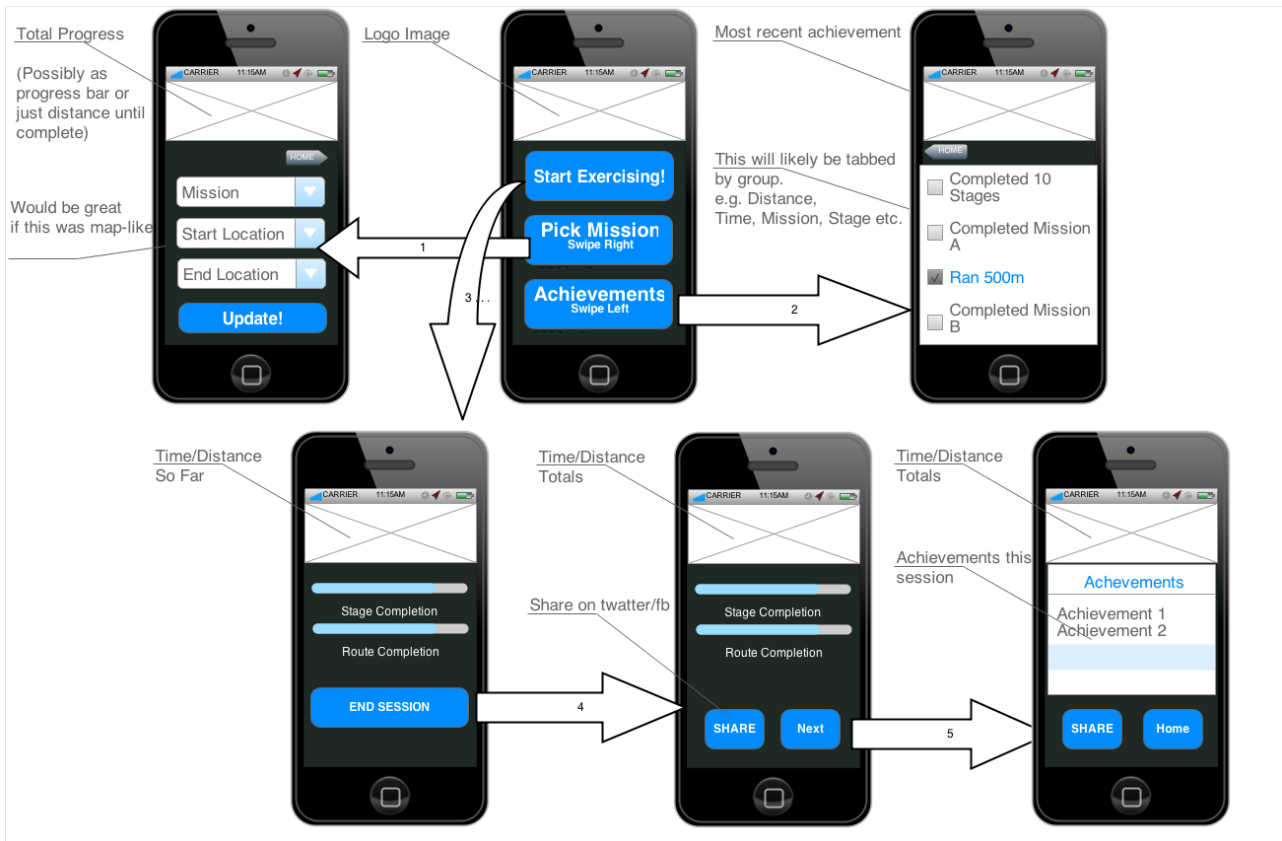 Total Progress
(Possibly as
progress bar or
just distance until
complete)
Would be great
if this was map-like
CARRIER 11:15AM
HOME
Mission
Start Location
End Location
Update!
Logo Image
CARRIER 11:15AM
Start Exercising!
Pick Mission
Swipe Right
Achievements
Swipe Left
1
2
3 . . .
Most recent achievement
This will likely be tabbed
by group.
e.g. Distance,
Time, Mission, Stage etc.
CARRIER 11:15AM
HOME
Completed 10
Stages
Completed Mission
A
Ran 500m
Completed Mission
B
Time/Distance
So Far
CARRIER 11:15AM
Stage Completion
Route Completion
END SESSION
4
Time/Distance
Totals
Share on twatter/fb
CARRIER 11:15AM
Stage Completion
Route Completion
SHARE
Next
5
Time/Distance
Totals
Achievements this
session
CARRIER 11:15AM
Achevements
Achievement 1
Achievement 2
SHARE
Home